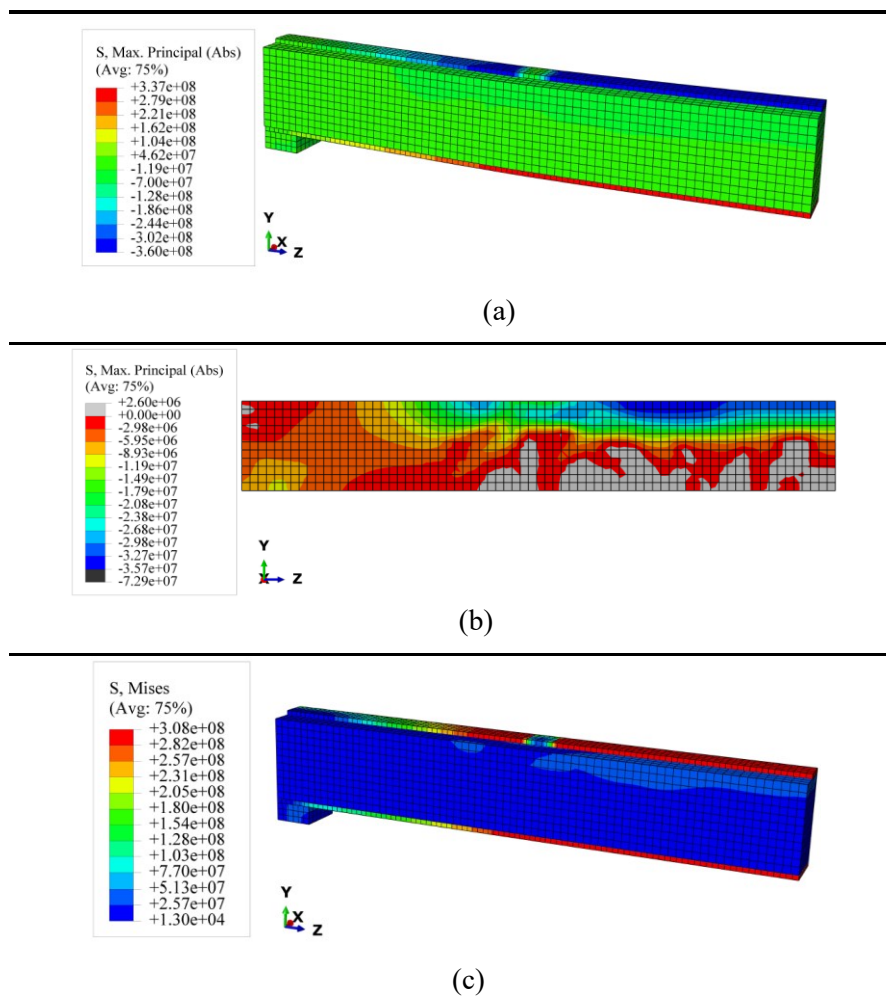 S, Max. Principal (Abs)
(Avg: 75%)
+3.37e+08
+2.79e+08
+2.21e+08
+1.62e+08
+1.04e+08
+4.62e+07
-1.19e+07
-7.00e+07
-1.28e+08
-1.86e+08
-2.44e+08
-3.02e+08
-3.60e+08
Y
X
Z
(a)
S, Max. Principal (Abs)
(Avg: 75%)
+2.60e+06
+0.00e+00
-2.98e+06
-5.95e+06
-8.93e+06
-1.19e+07
-1.49e+07
-1.79e+07
-2.08e+07
-2.38e+07
-2.68e+07
-2.98e+07
-3.27e+07
-3.57e+07
-7.29e+07
Y
X
Z
(b)
S, Mises
(Avg: 75%)
+3.08e+08
+2.82e+08
+2.57e+08
+2.31e+08
+2.05e+08
+1.80e+08
+1.54e+08
+1.28e+08
+1.03e+08
+7.70e+07
+5.13e+07
+2.57e+07
+1.30e+04
Y
X
Z
(c)